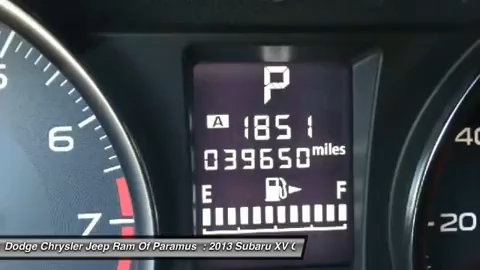 P
A 1851
039650 miles
E F
5
6
7
40
20
Dodge Chrysler Jeep Ram Of Paramus : 2013 Subaru XV C